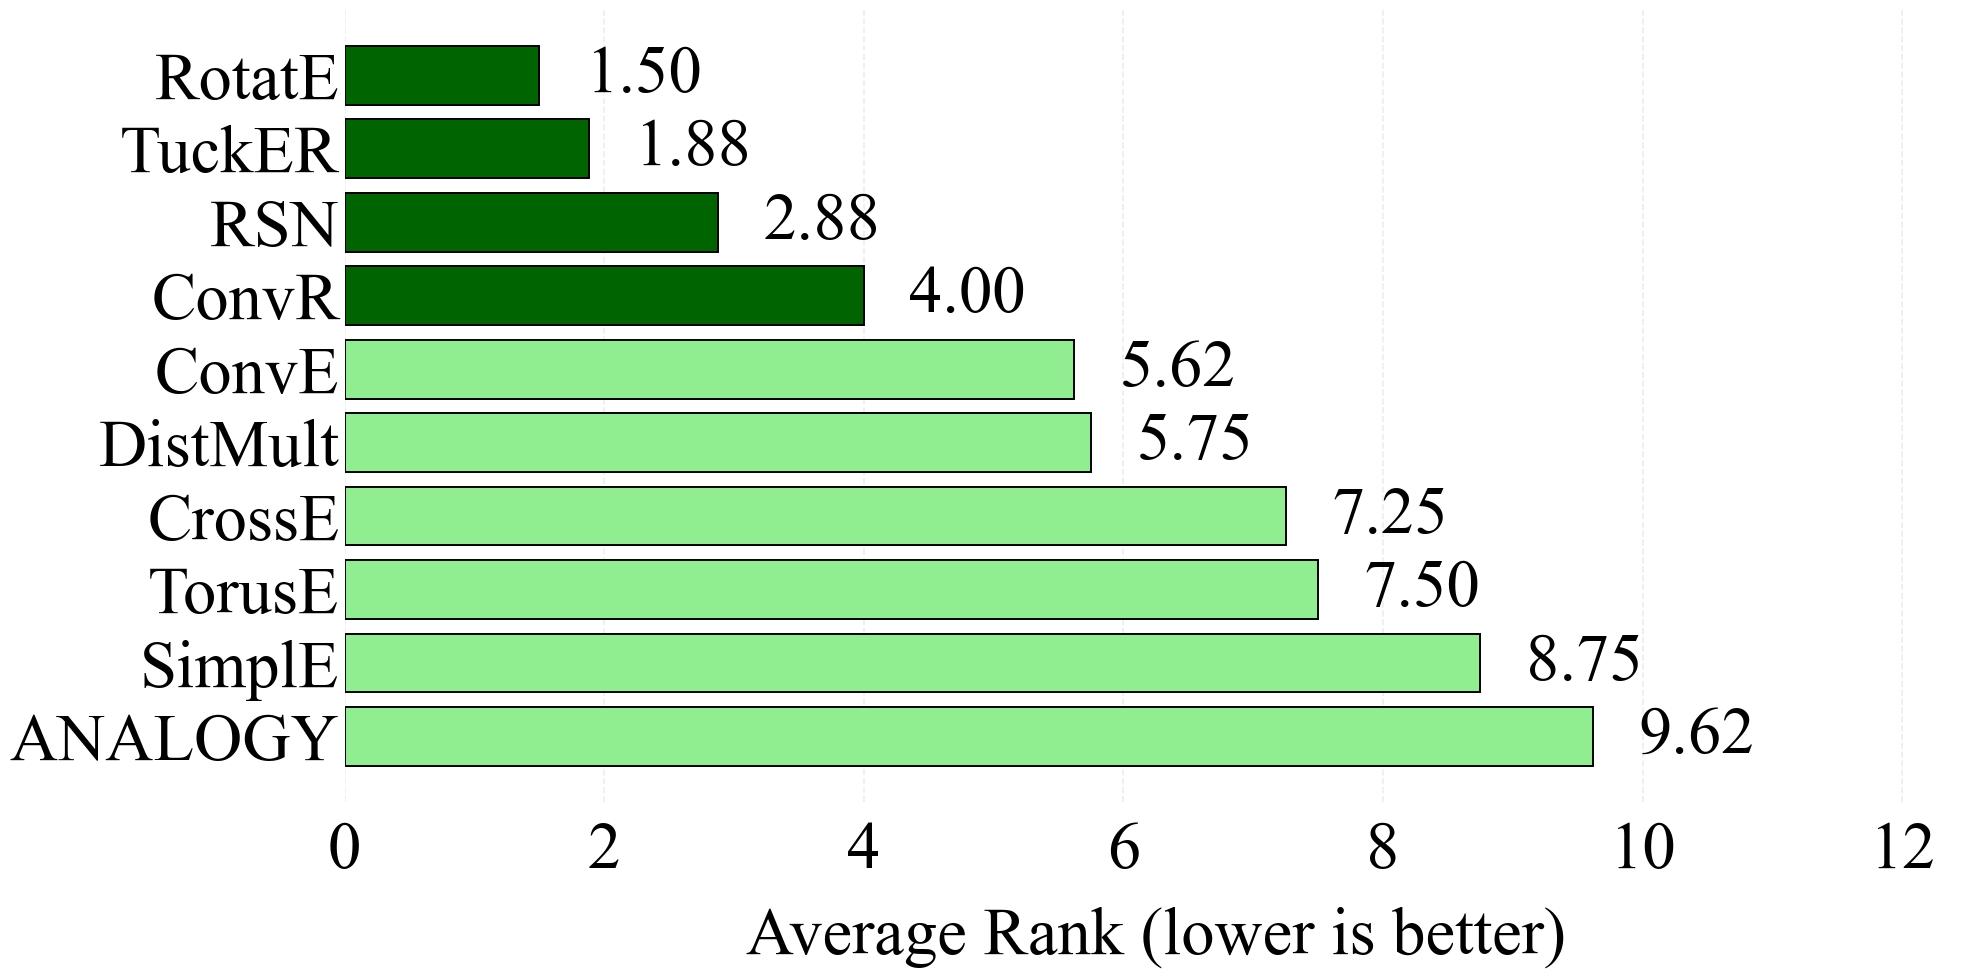 RotatE 1.50
TuckER 1.88
RSN 2.88
ConvR 4.00
ConvE 5.62
DistMult 5.75
CrossE 7.25
TorusE 7.50
SimplE 8.75
ANALOGY 9.62
0 2 4 6 8 10 12
Average Rank (lower is better)